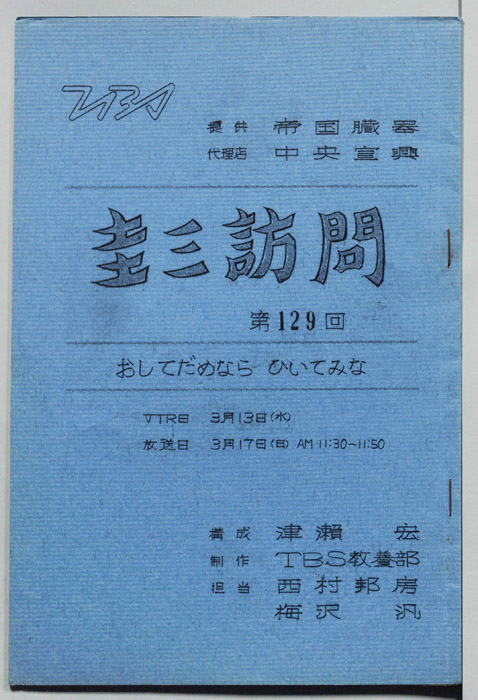 TBS
提供 帝国臓器
代理店 中央宣興
圭三訪問
第129回
おしてだめなら ひいてみな
VTR日 3月13日(水)
放送日 3月17日(日) AM 11:30~11:50
構成 津瀬 宏
制作 TBS教養部
担当 西村邦房
梅沢 汎